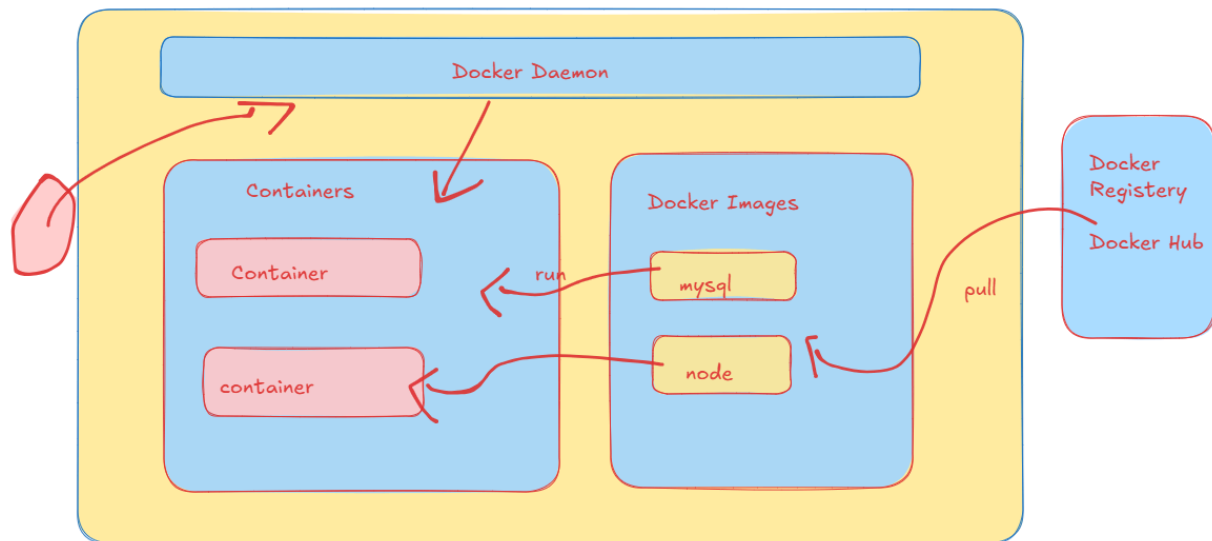 Docker Daemon
Containers
Container
container
run
Docker Images
mysql
node
pull
Docker
Registery
Docker Hub